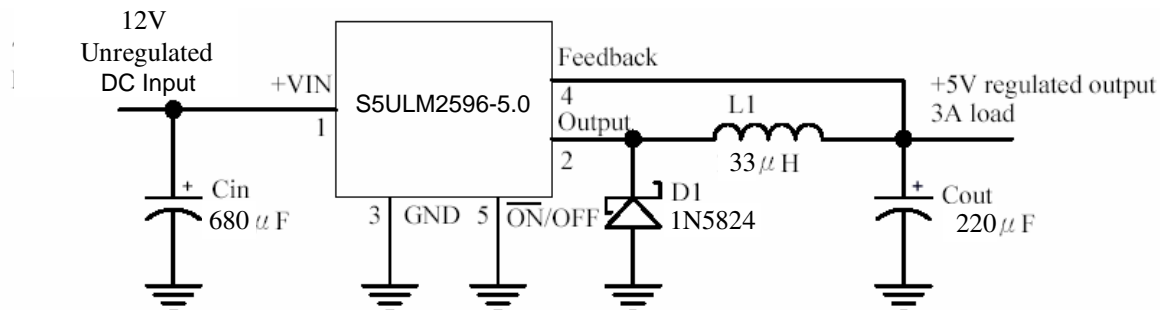 12V
Unregulated
DC Input
+VIN
1
S5ULM2596-5.0
Feedback
4
Output
2
L1
33μH
+5V regulated output
3A load
+
Cin
680μF
3
GND
5
ON/OFF
D1
1N5824
+
Cout
220μF